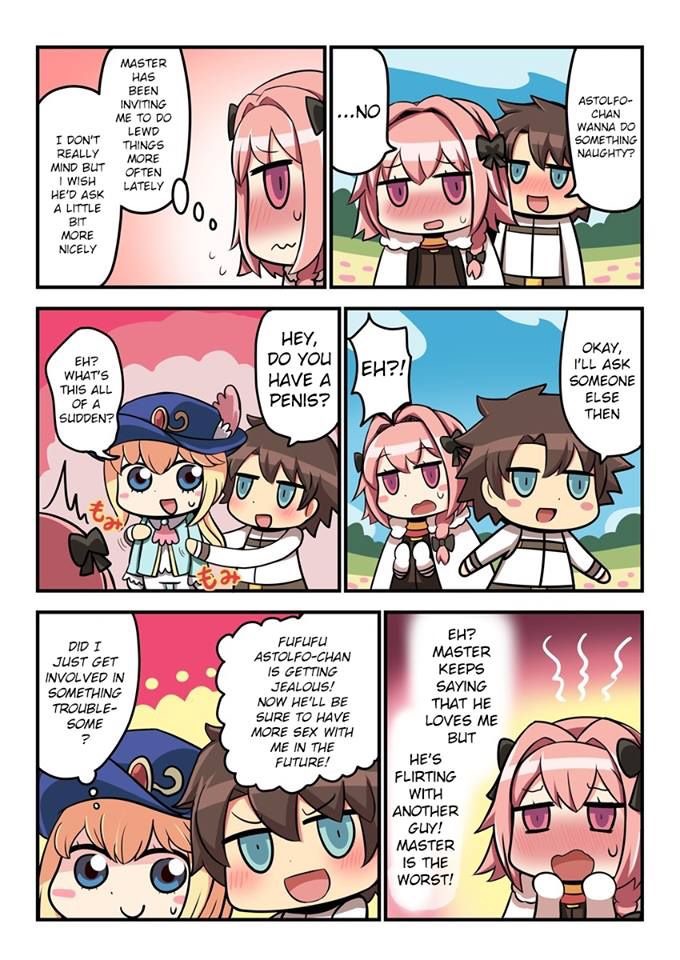 ASTOLFO-
CHAN
WANNA DO
SOMETHING
NAUGHTY?
...NO
MASTER
HAS
BEEN
INVITING
ME TO DO
LEWD
THINGS
MORE
OFTEN
LATELY
I DON'T
REALLY
MIND BUT
I WISH
HE'D ASK
A LITTLE
BIT
MORE
NICELY
OKAY,
I'LL ASK
SOMEONE
ELSE
THEN
EH?!
HEY,
DO YOU
HAVE A
PENIS?
EH?
WHAT'S
THIS ALL
OF A
SUDDEN?
もみ
もみ
EH?
MASTER
KEEPS
SAYING
THAT HE
LOVES ME
BUT
HE'S
FLIRTING
WITH
ANOTHER
GUY!
MASTER
IS THE
WORST!
FUFUFU
ASTOLFO-CHAN
IS GETTING
JEALOUS!
NOW HE'LL BE
SURE TO HAVE
MORE SEX WITH
ME IN THE
FUTURE!
DID I
JUST GET
INVOLVED IN
SOMETHING
TROUBLE-
SOME
?